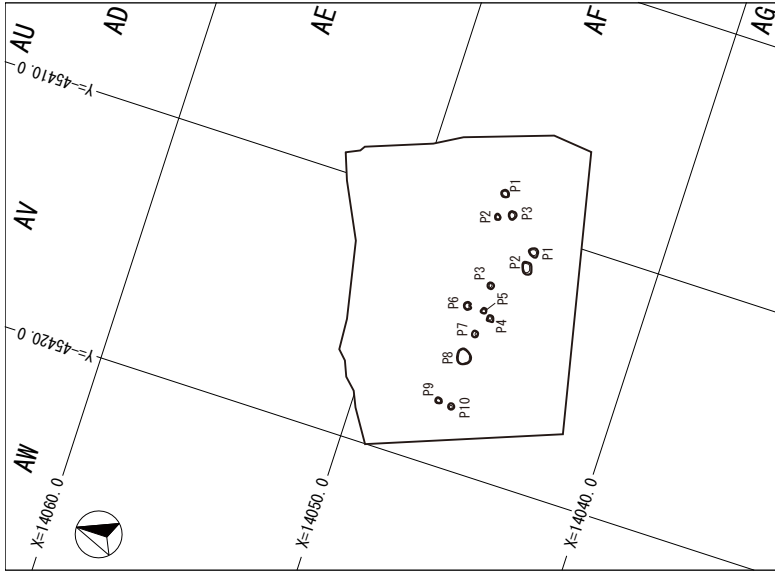 AU
AD
AE
AF
AG
Y=-45410. 0
AV
P1
P2
P3
P1
P2
P3
P6
P5
P4
P7
P8
Y=-45420. 0
P9
P10
AW
X=14060. 0
X=14050. 0
X=14040. 0